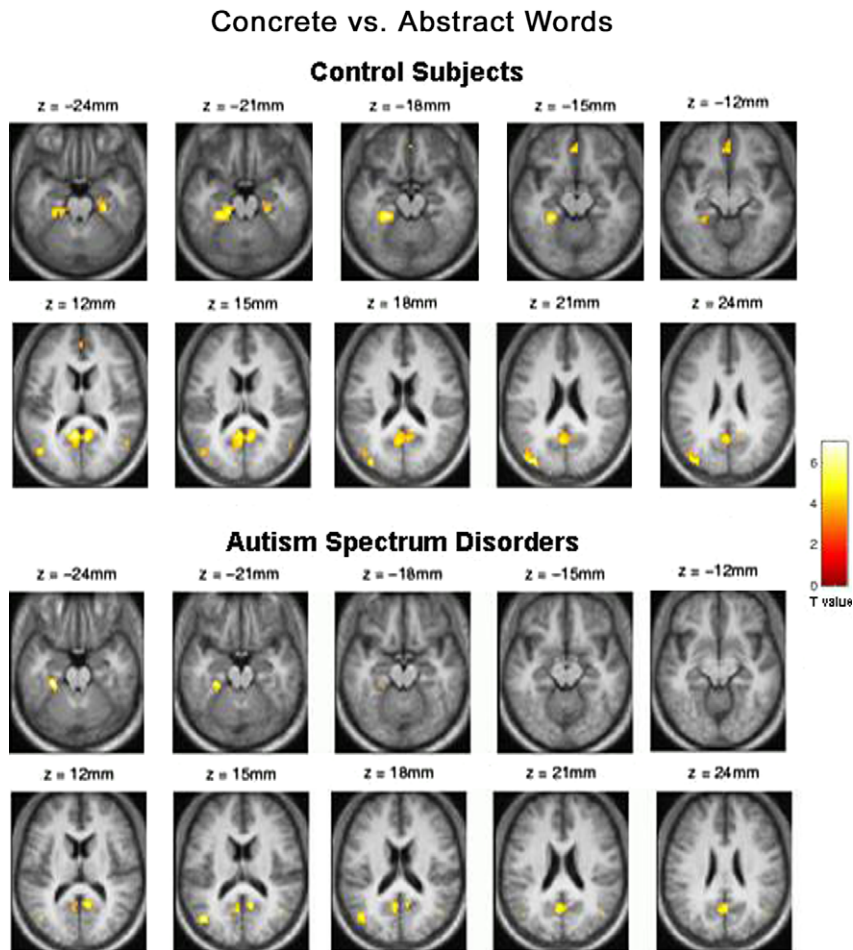 Concrete vs. Abstract Words
Control Subjects
z = -24mm z = -21mm z = -18mm z = -15mm z = -12mm
z = 12mm z = 15mm z = 18mm z = 21mm z = 24mm
6
4
2
0
T value
Autism Spectrum Disorders
z = -24mm z = -21mm z = -18mm z = -15mm z = -12mm
z = 12mm z = 15mm z = 18mm z = 21mm z = 24mm